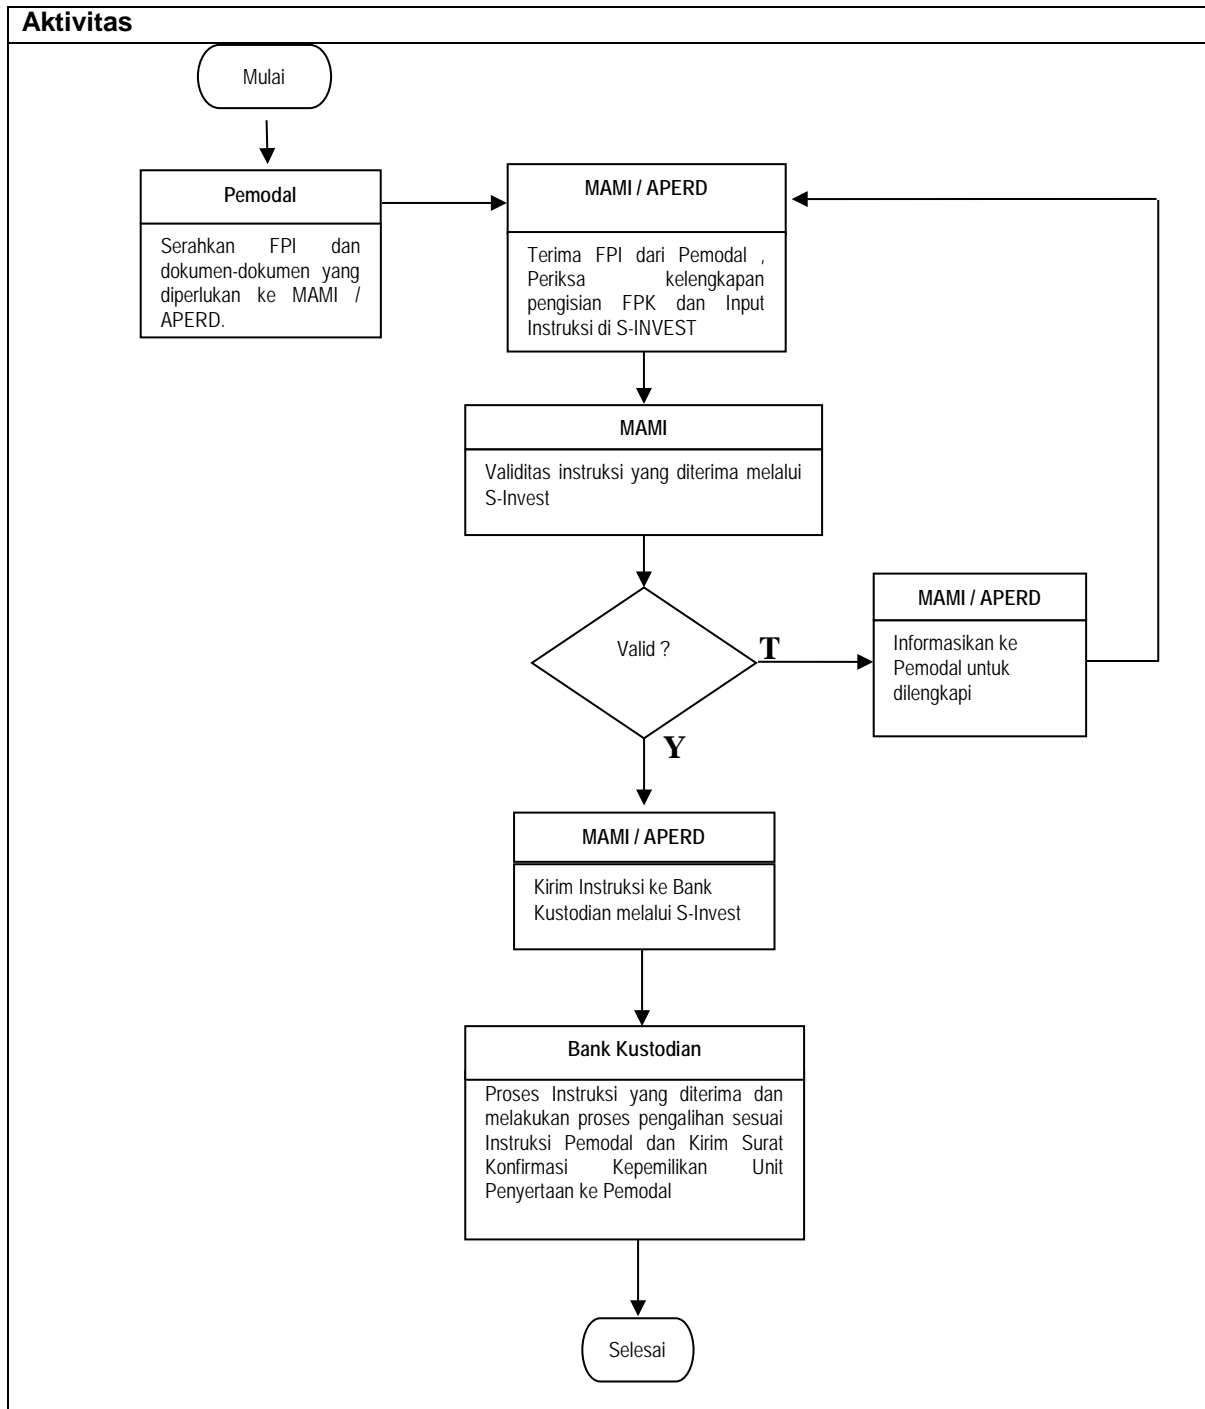 Aktivitas
Mulai
Pemodal
Serahkan FPI dan
dokumen-dokumen yang
diperlukan ke MAMI /
APERD.
MAMI / APERD
Terima FPI dari Pemodal ,
Periksa kelengkapan
pengisian FPK dan Input
Instruksi di S-INVEST
MAMI
Validitas instruksi yang diterima melalui
S-Invest
Valid ?
T
MAMI / APERD
Informasikan ke
Pemodal untuk
dilengkapi
Y
MAMI / APERD
Kirim Instruksi ke Bank
Kustodian melalui S-Invest
Bank Kustodian
Proses Instruksi yang diterima dan
melakukan proses pengalihan sesuai
Instruksi Pemodal dan Kirim Surat
Konfirmasi Kepemilikan Unit
Penyertaan ke Pemodal
Selesai